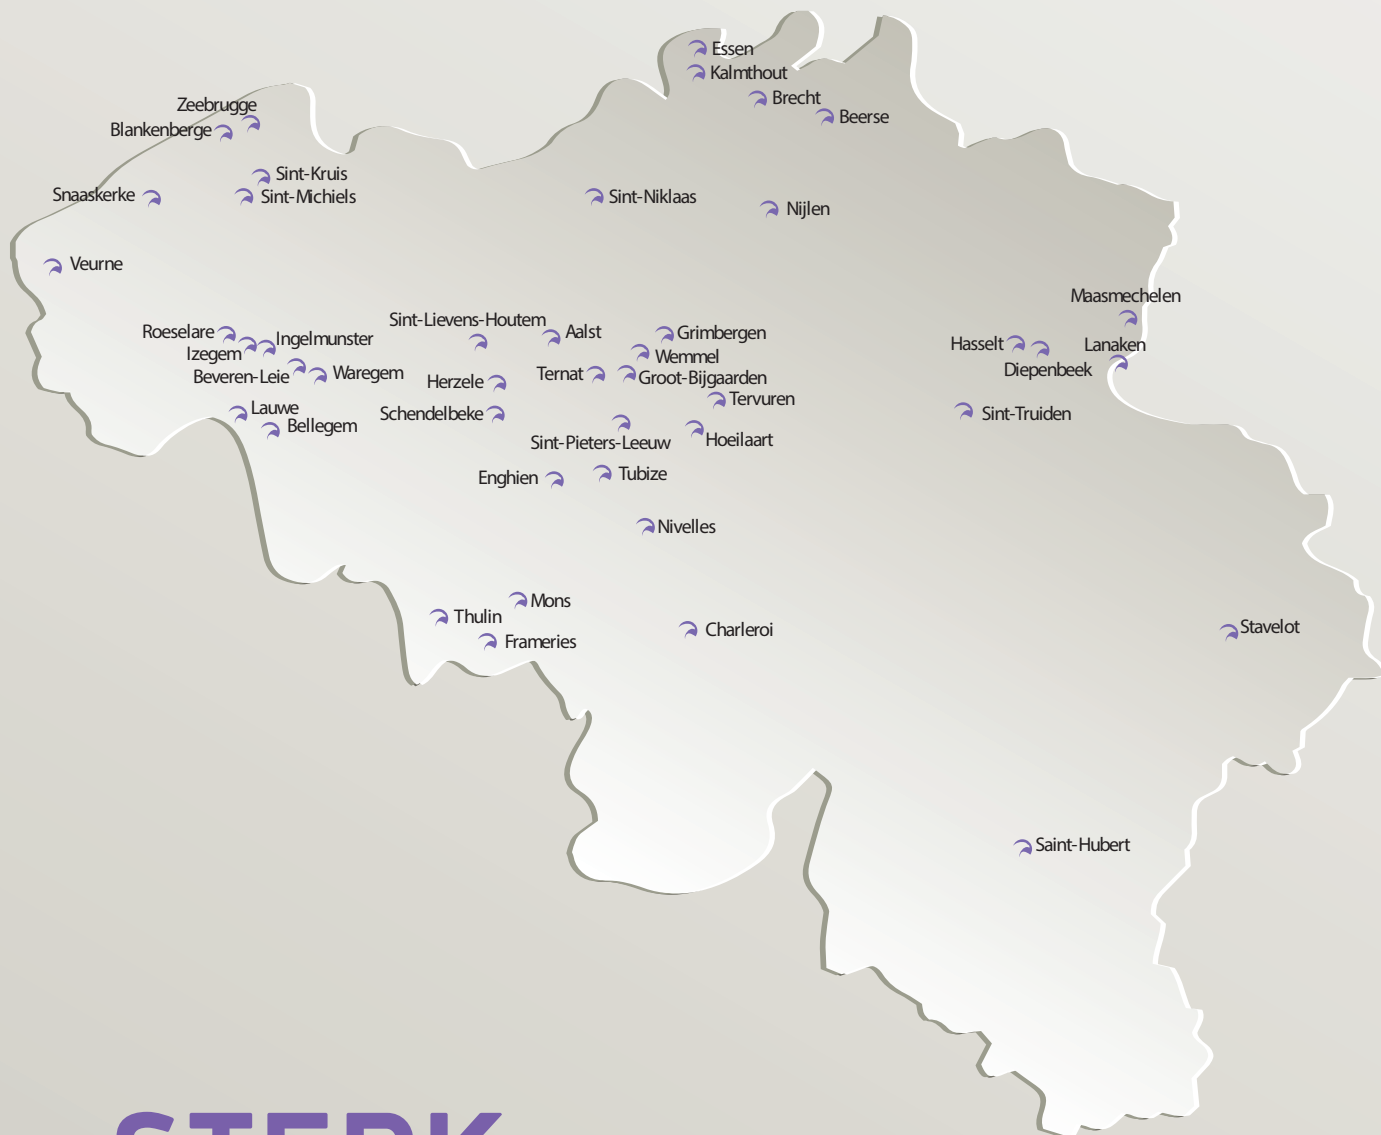 Essen
Kalmthout
Brecht
Zeebrugge
Beerse
Blankenberge
Sint-Kruis
Snaaskerke
Sint-Michiels
Sint-Niklaas
Nijlen
Veurne
Maasmechelen
Sint-Lievens-Houtem
Roeselare
Aalst
Grimbergen
Ingelmunster
Hasselt
Lanaken
Izegem
Wemmel
Diepenbeek
Beveren-Leie
Waregem
Ternat
Groot-Bijgaarden
Herzele
Tervuren
Lauwe
Schendelbeke
Sint-Truiden
Bellegem
Sint-Pieters-Leeuw
Hoeilaart
Enghien
Tubize
Nivelles
Mons
Thulin
Charleroi
Stavelot
Frameries
Saint-Hubert
STERK